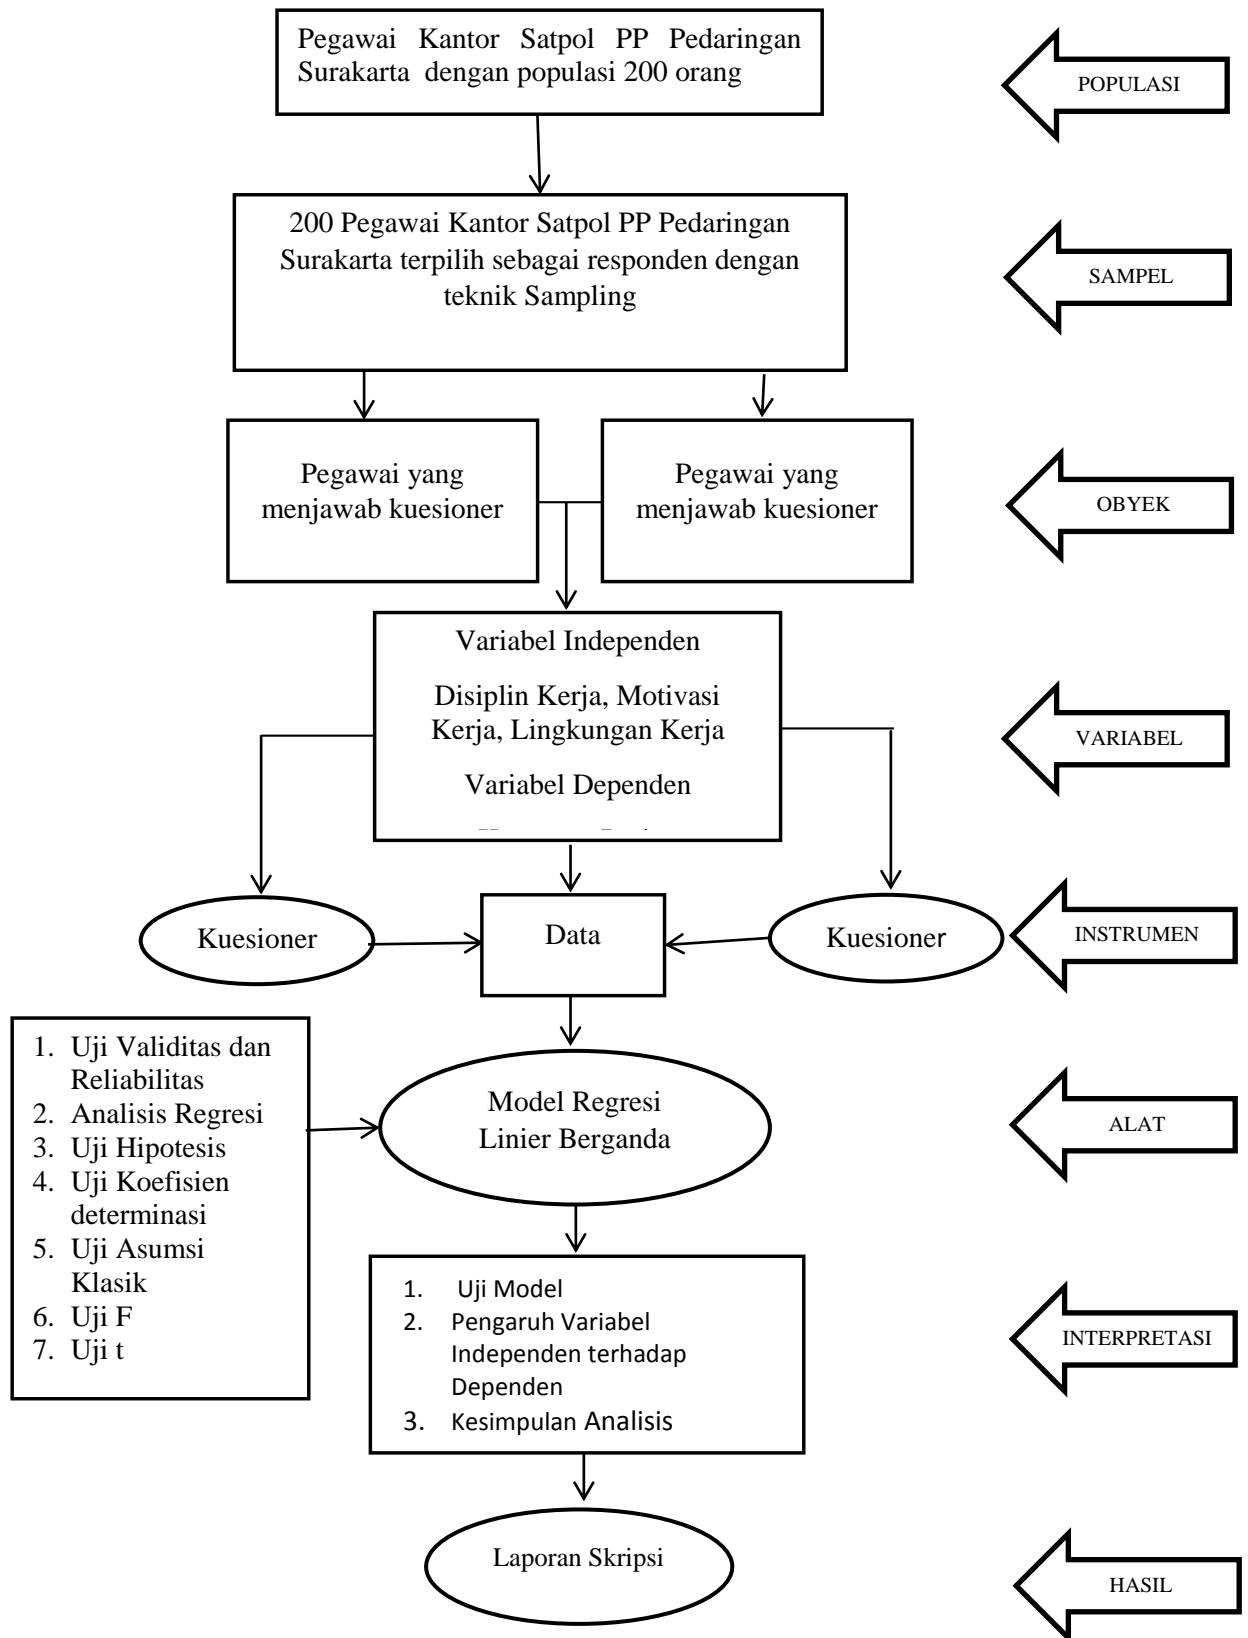 Pegawai Kantor Satpol PP Pedaringan
Surakarta dengan populasi 200 orang
POPULASI
200 Pegawai Kantor Satpol PP Pedaringan
Surakarta terpilih sebagai responden dengan
teknik Sampling
SAMPEL
Pegawai yang
menjawab kuesioner
Pegawai yang
menjawab kuesioner
OBYEK
Variabel Independen
Disiplin Kerja, Motivasi
Kerja, Lingkungan Kerja
Variabel Dependen
VARIABEL
Kuesioner
Data
Kuesioner
INSTRUMEN
1. Uji Validitas dan
Reliabilitas
2. Analisis Regresi
3. Uji Hipotesis
4. Uji Koefisien
determinasi
5. Uji Asumsi
Klasik
6. Uji F
7. Uji t
Model Regresi
Linier Berganda
ALAT
1. Uji Model
2. Pengaruh Variabel
Independen terhadap
Dependen
3. Kesimpulan Analisis
INTERPRETASI
Laporan Skripsi
HASIL